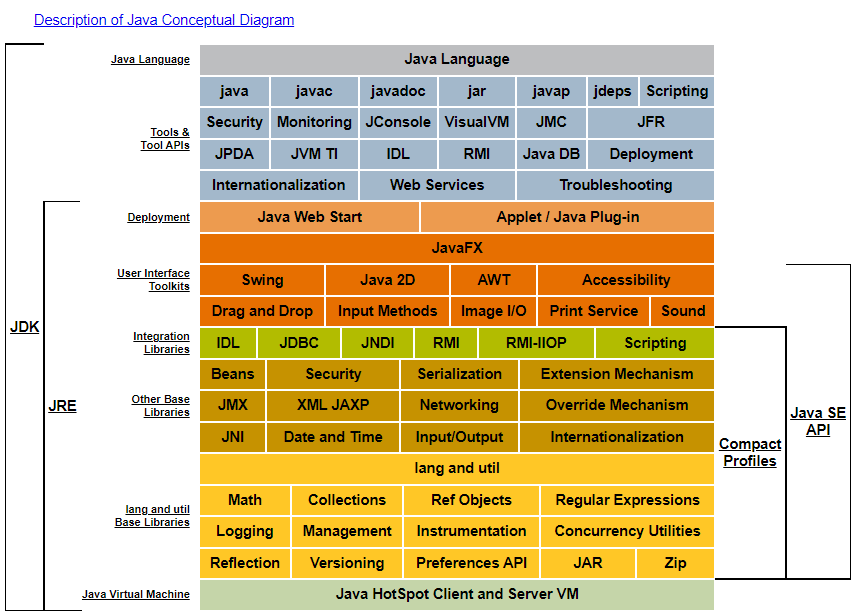 Description of Java Conceptual Diagram
Java Language Java Language
java javac javadoc jar javap jdeps Scripting
Tools &
Tool APIs
Security Monitoring JConsole VisualVM JMC JFR
JPDA JVM TI IDL RMI Java DB Deployment
Internationalization Web Services Troubleshooting
Deployment Java Web Start Applet / Java Plug-in
JavaFX
User Interface
Toolkits
Swing Java 2D AWT Accessibility
Drag and Drop Input Methods Image I/O Print Service Sound
Integration
Libraries
IDL JDBC JNDI RMI RMI-IIOP Scripting
Beans Security Serialization Extension Mechanism
Other Base
Libraries
JMX XML JAXP Networking Override Mechanism
JNI Date and Time Input/Output Internationalization
lang and util
lang and util
Base Libraries
Math Collections Ref Objects Regular Expressions
Logging Management Instrumentation Concurrency Utilities
Reflection Versioning Preferences API JAR Zip
Java Virtual Machine Java HotSpot Client and Server VM
JDK
JRE
Compact
Profiles
Java SE
API